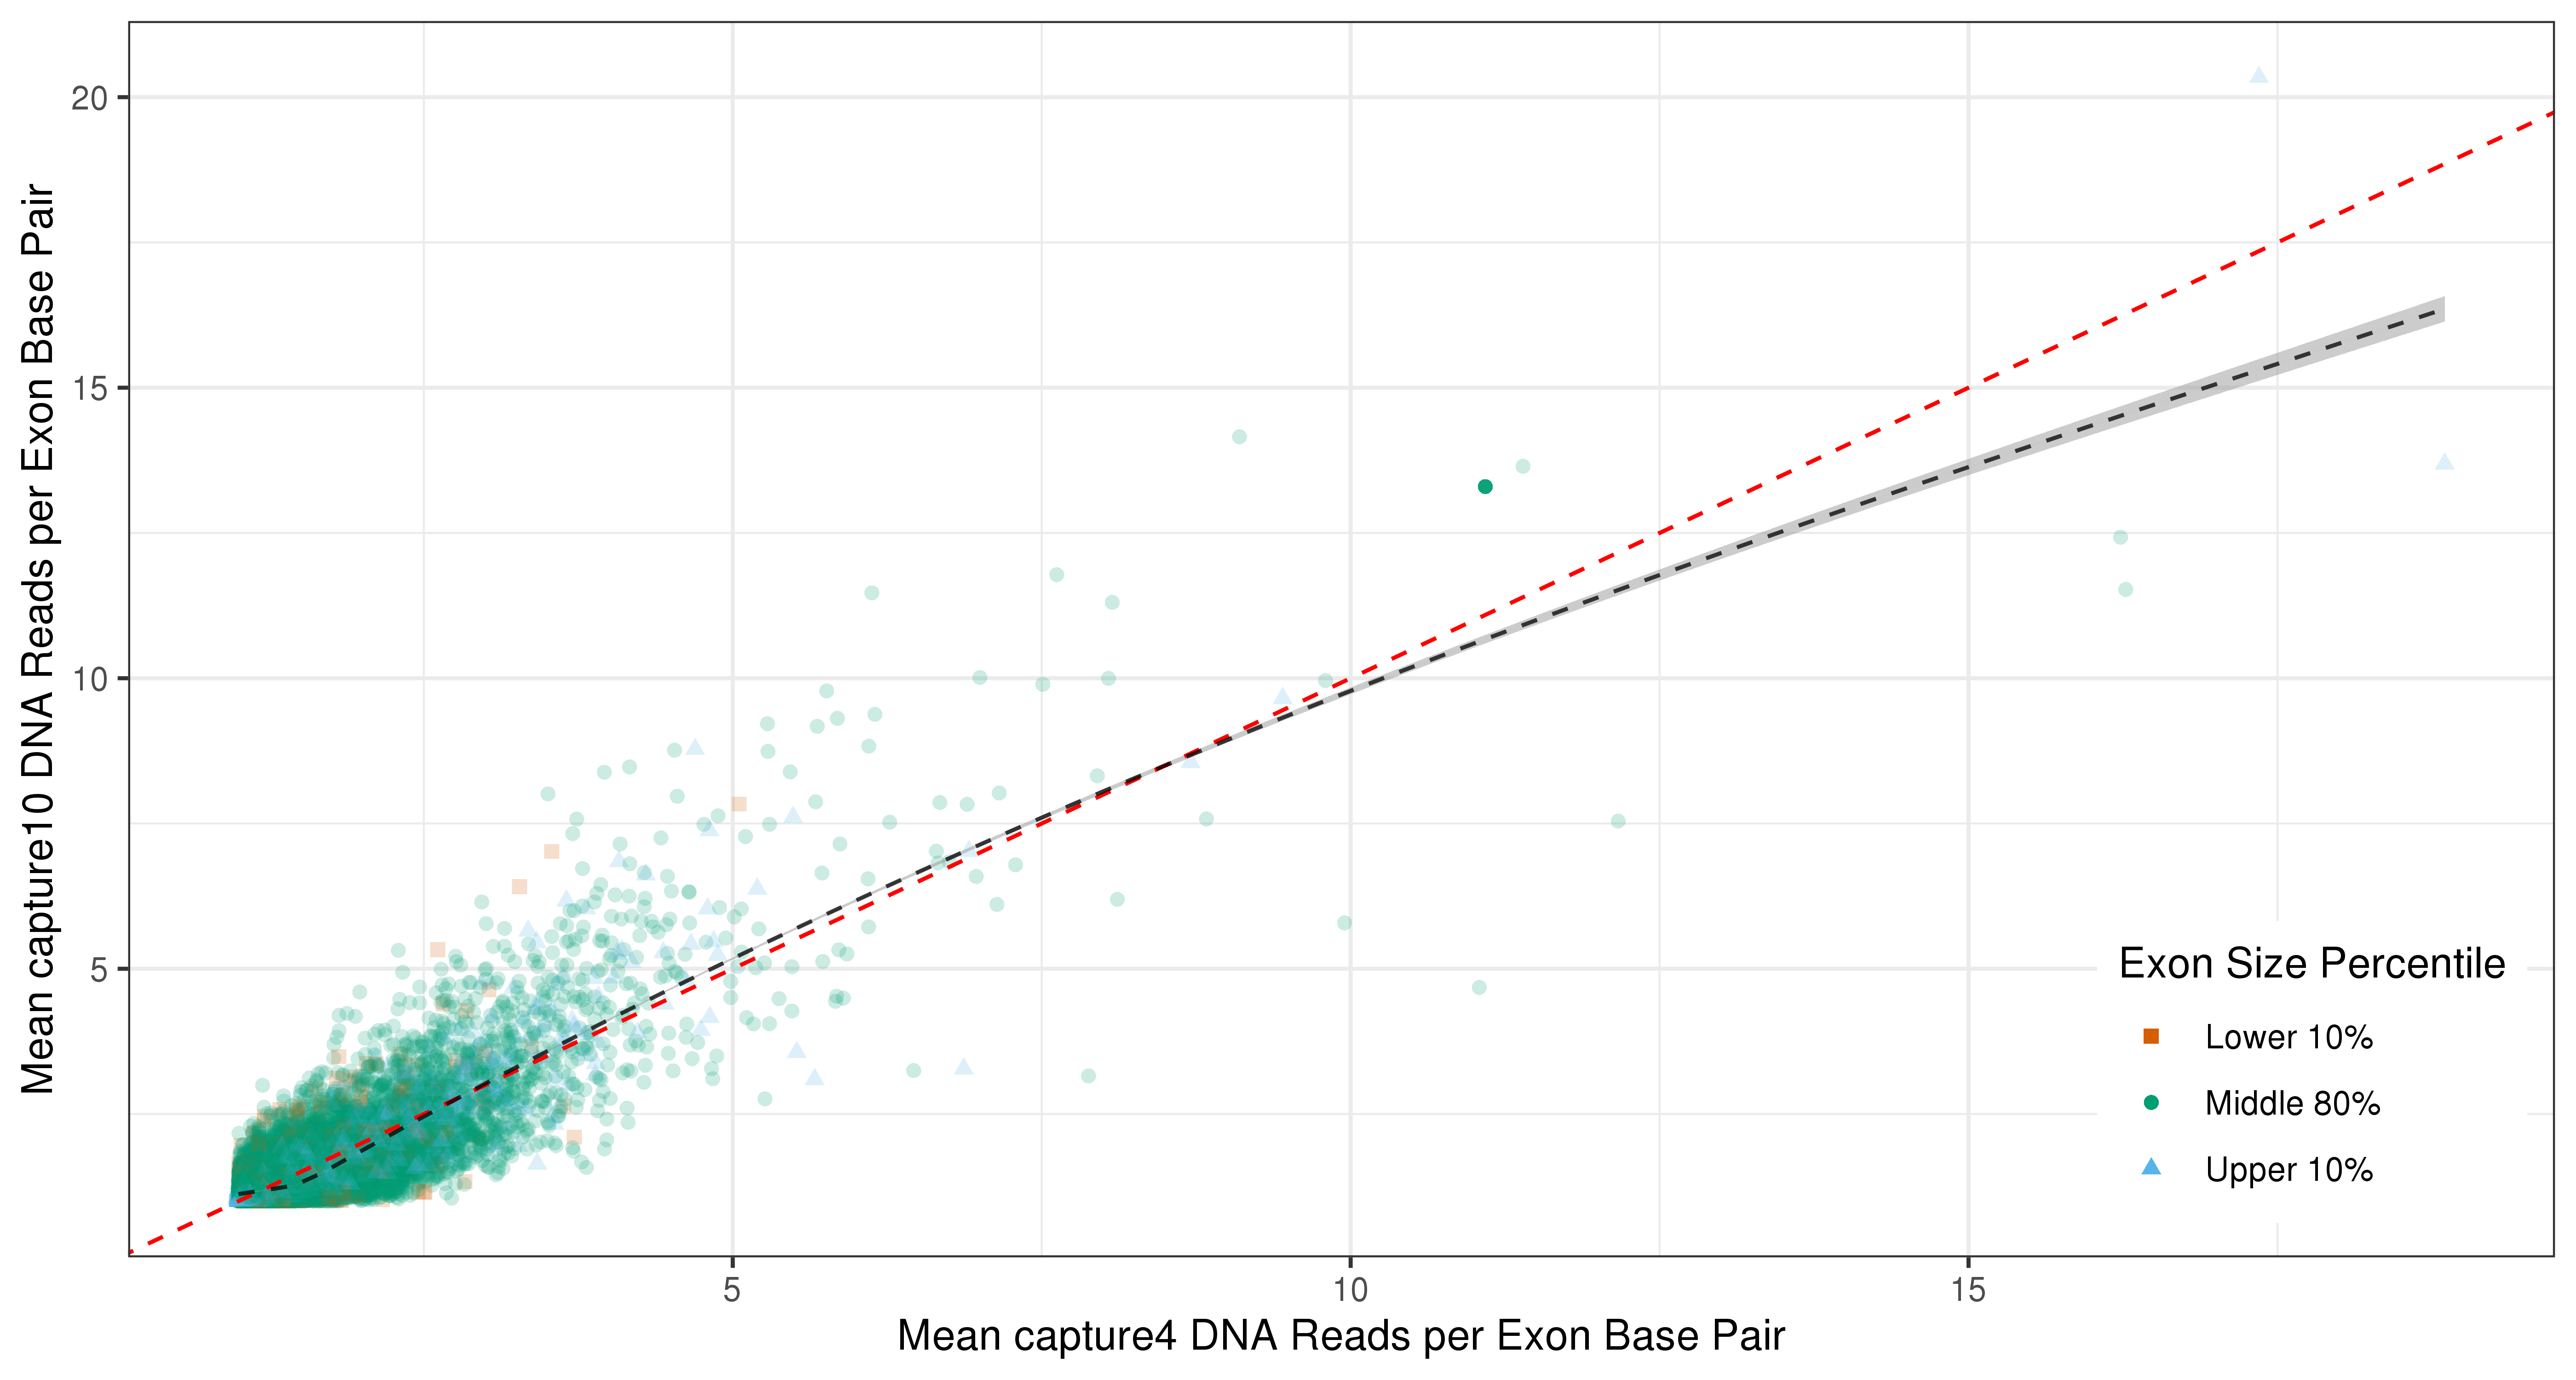 Mean capture10 DNA Reads per Exon Base Pair
20
15
10
5
5
10
15
Mean capture4 DNA Reads per Exon Base Pair
Exon Size Percentile
Lower 10%
Middle 80%
Upper 10%